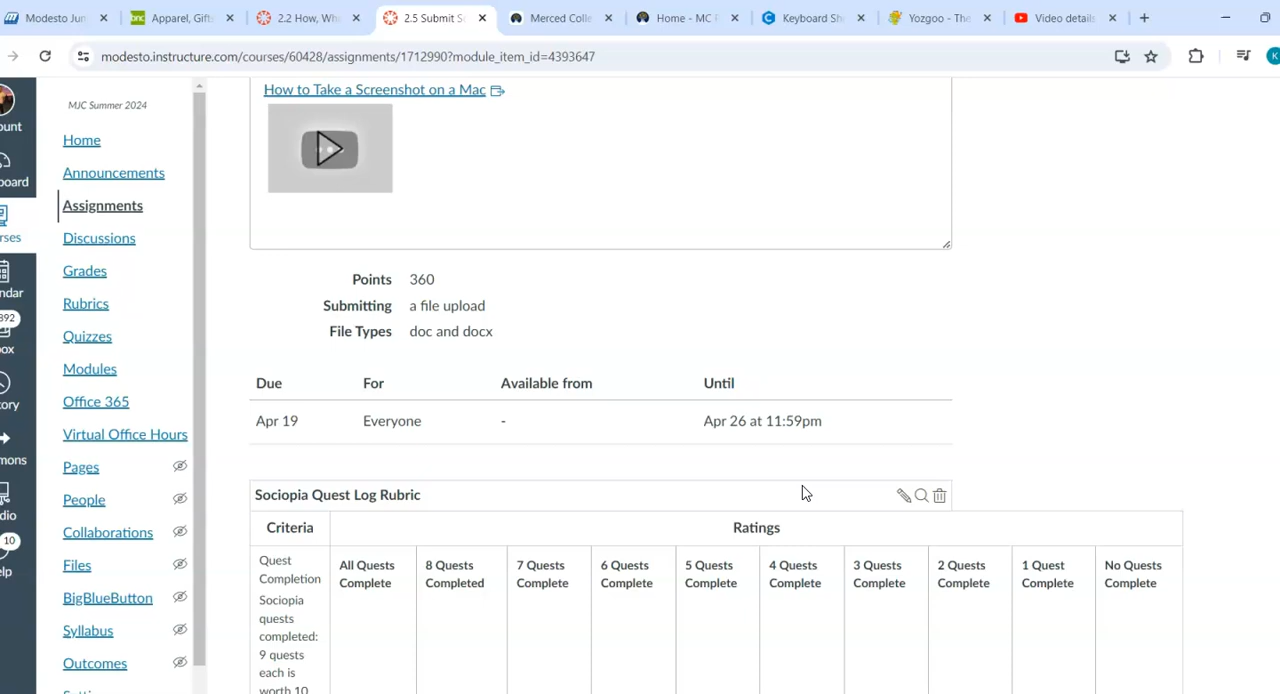 Modesto Jun
Apparel, Gift
2.2 How, Wh
2.5 Submit S
Merced Colle
Home - MC P
Keyboard Sh
Yozgoo - The
Video details
modesto.instructure.com/courses/60428/assignments/1712990?module_item_id=4393647
K
ount
board
rses
ndar
892
box
ory
mons
dio
10
elp
MJC Summer 2024
Home
Announcements
Assignments
Discussions
Grades
Rubrics
Quizzes
Modules
Office 365
Virtual Office Hours
Pages
People
Collaborations
Files
BigBlueButton
Syllabus
Outcomes
How to Take a Screenshot on a Mac
Points 360
Submitting a file upload
File Types doc and docx
Due For Available from Until
Apr 19 Everyone - Apr 26 at 11:59pm
Sociopia Quest Log Rubric
Criteria Ratings
Quest
Completion
Sociopia
quests
completed:
9 quests
each is
worth 10
All Quests
Complete
8 Quests
Completed
7 Quests
Complete
6 Quests
Complete
5 Quests
Complete
4 Quests
Complete
3 Quests
Complete
2 Quests
Complete
1 Quest
Complete
No Quests
Complete